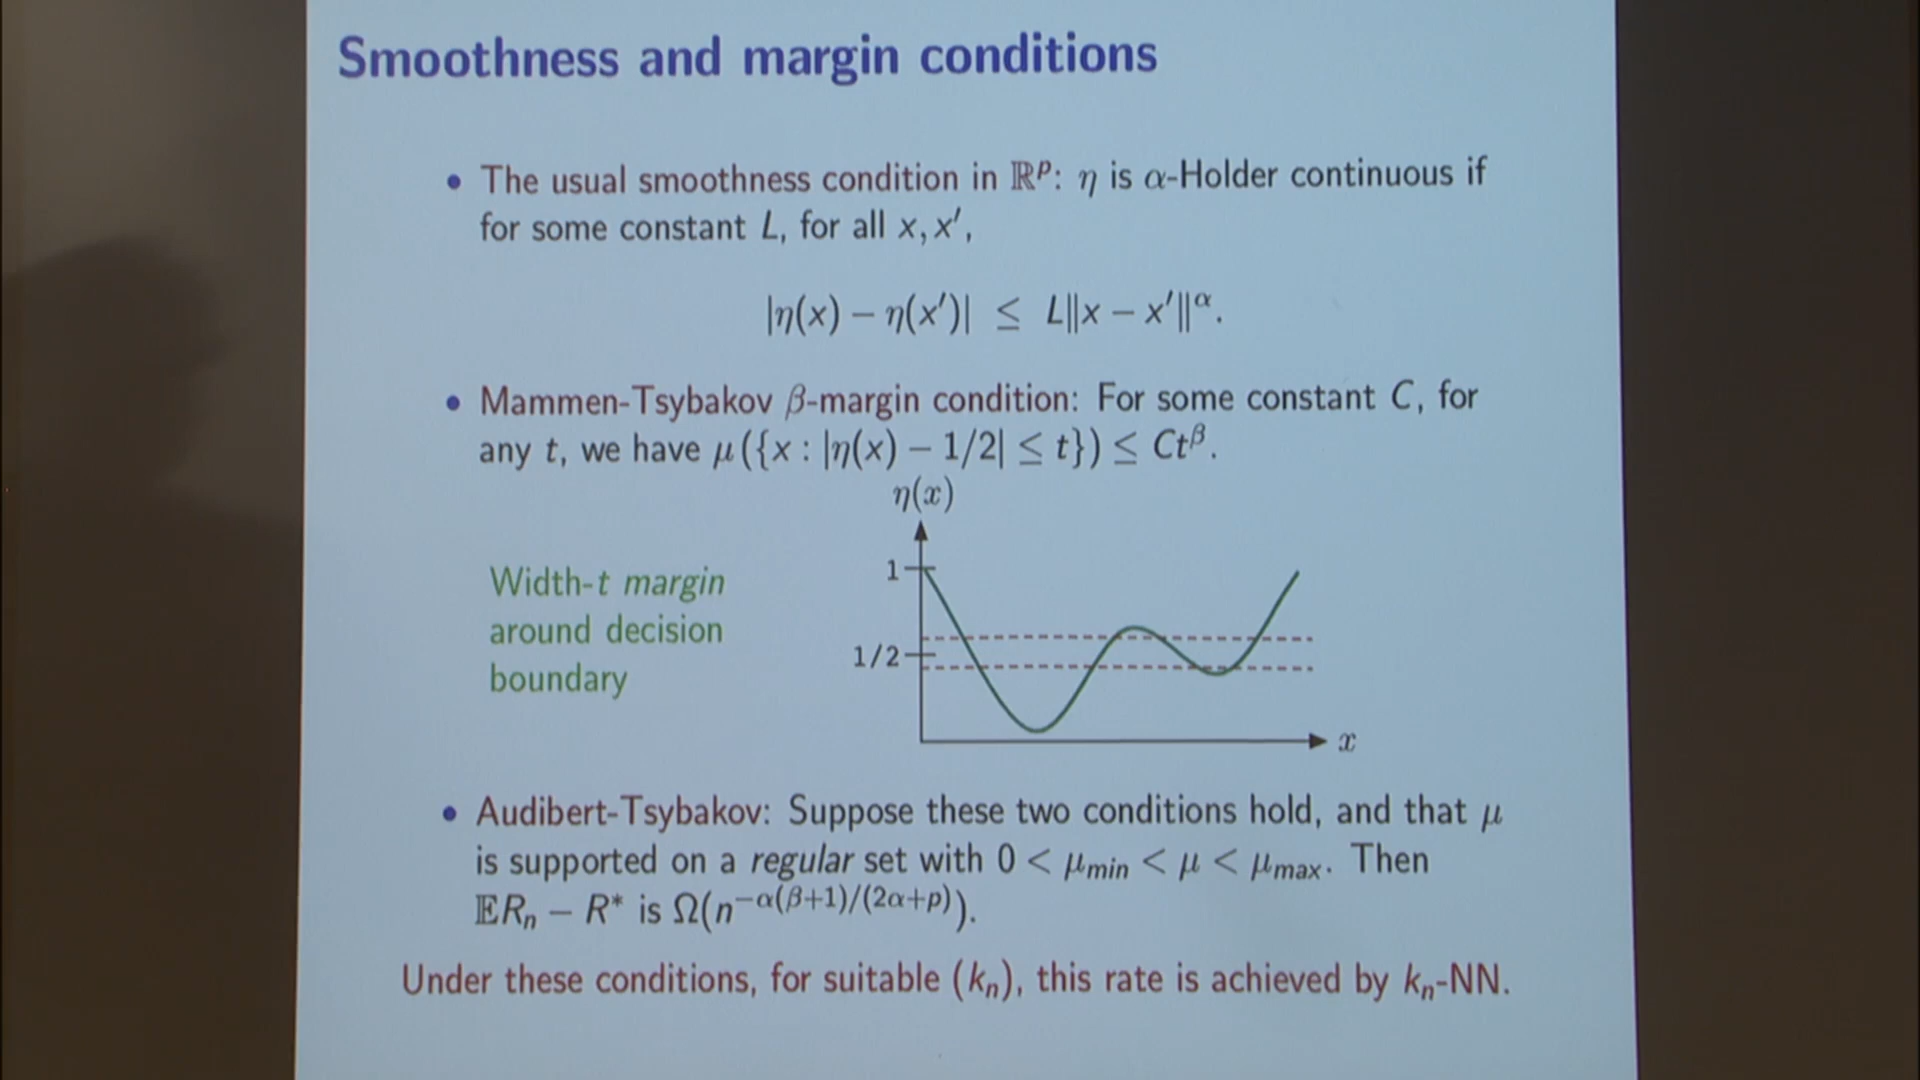 Smoothness and margin conditions
• The usual smoothness condition in ℝᵖ: η is α-Holder continuous if
for some constant L, for all x, x′,
|η(x) − η(x′)| ≤ L‖x − x′‖^α.
• Mammen-Tsybakov β-margin condition: For some constant C, for
any t, we have μ({x : |η(x) − 1/2| ≤ t}) ≤ Ct^β.
η(x)
1
Width-t margin
around decision
boundary
1/2
x
• Audibert-Tsybakov: Suppose these two conditions hold, and that μ
is supported on a regular set with 0 < μ_min < μ < μ_max. Then
𝔼R_n − R* is Ω(n^{−α(β+1)/(2α+p)}).
Under these conditions, for suitable (k_n), this rate is achieved by k_n-NN.